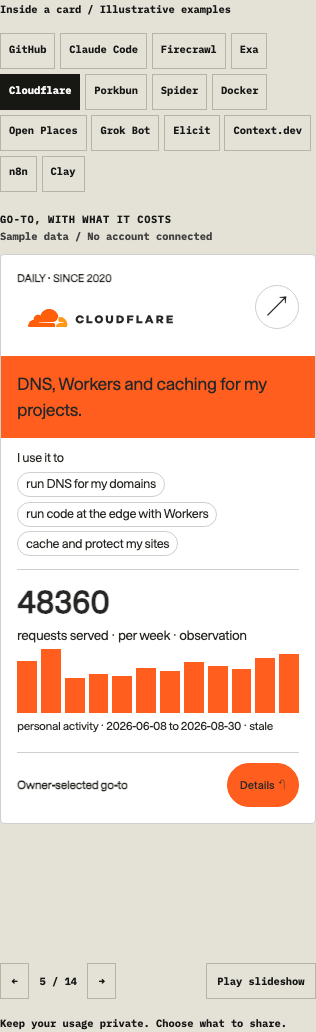 Inside a card / Illustrative examples
GitHub Claude Code Firecrawl Exa
Cloudflare Porkbun Spider Docker
Open Places Grok Bot Elicit Context.dev
n8n Clay
GO-TO, WITH WHAT IT COSTS
Sample data / No account connected
DAILY · SINCE 2020
CLOUDFLARE
DNS, Workers and caching for my
projects.
I use it to
run DNS for my domains
run code at the edge with Workers
cache and protect my sites
48360
requests served · per week · observation
personal activity · 2026-06-08 to 2026-08-30 · stale
Owner-selected go-to
Details
← 5 / 14 → Play slideshow
Keep your usage private. Choose what to share.